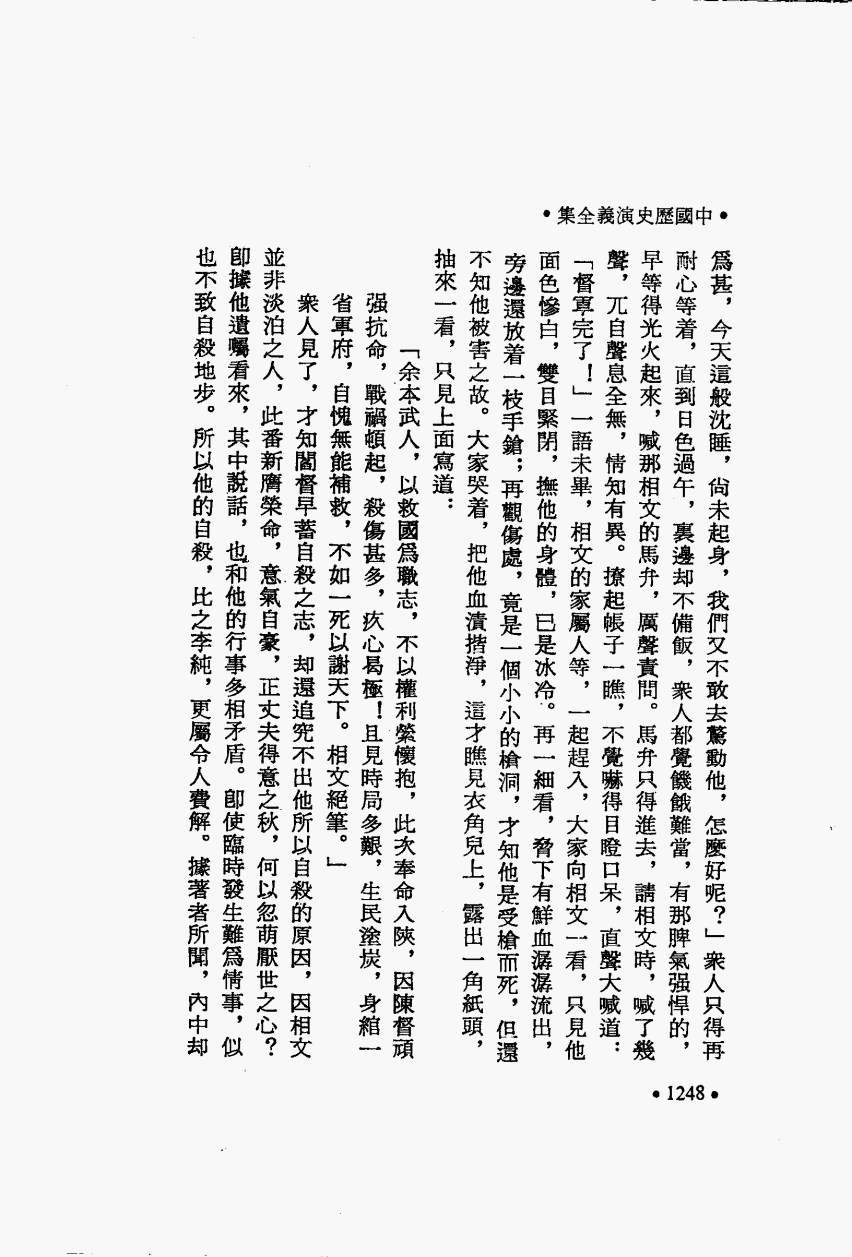 •中國歷史演義全集•
爲甚，今天這般沈睡，尙未起身，我們又不敢去驚動他，怎麼好呢？」衆人只得再
耐心等着，直到日色過午，裏邊却不備飯，衆人都覺饑餓難當，有那脾氣强悍的，
早等得光火起來，喊那相文的馬弁，厲聲責問。馬弁只得進去，請相文時，喊了幾
聲，兀自聲息全無，情知有異。撩起帳子一瞧，不覺嚇得目瞪口呆，直聲大喊道：
「督軍完了！」一語未畢，相文的家屬人等，一起趕入，大家向相文一看，只見他
面色慘白，雙目緊閉，撫他的身體，已是冰冷。再一細看，脅下有鮮血潺潺流出，
旁邊還放着一枝手鎗；再觀傷處，竟是一個小小的槍洞，才知他是受槍而死，但還
不知他被害之故。大家哭着，把他血漬揩淨，這才瞧見衣角兒上，露出一角紙頭，
抽來一看，只見上面寫道：
「余本武人，以救國爲職志，不以權利縈懷抱，此次奉命入陝，因陳督頑
强抗命，戰禍頓起，殺傷甚多，疚心曷極！且見時局多艱，生民塗炭，身綰一
省軍府，自愧無能補救，不如一死以謝天下。相文絕筆。」
衆人見了，才知閻督早蓄自殺之志，却還追究不出他所以自殺的原因，因相文
並非淡泊之人，此番新膺榮命，意氣自豪，正丈夫得意之秋，何以忽萌厭世之心？
卽據他遺囑看來，其中說話，也和他的行事多相矛盾。卽使臨時發生難爲情事，似
也不致自殺地步。所以他的自殺，比之李純，更屬令人費解。據著者所聞，內中却
•1248•